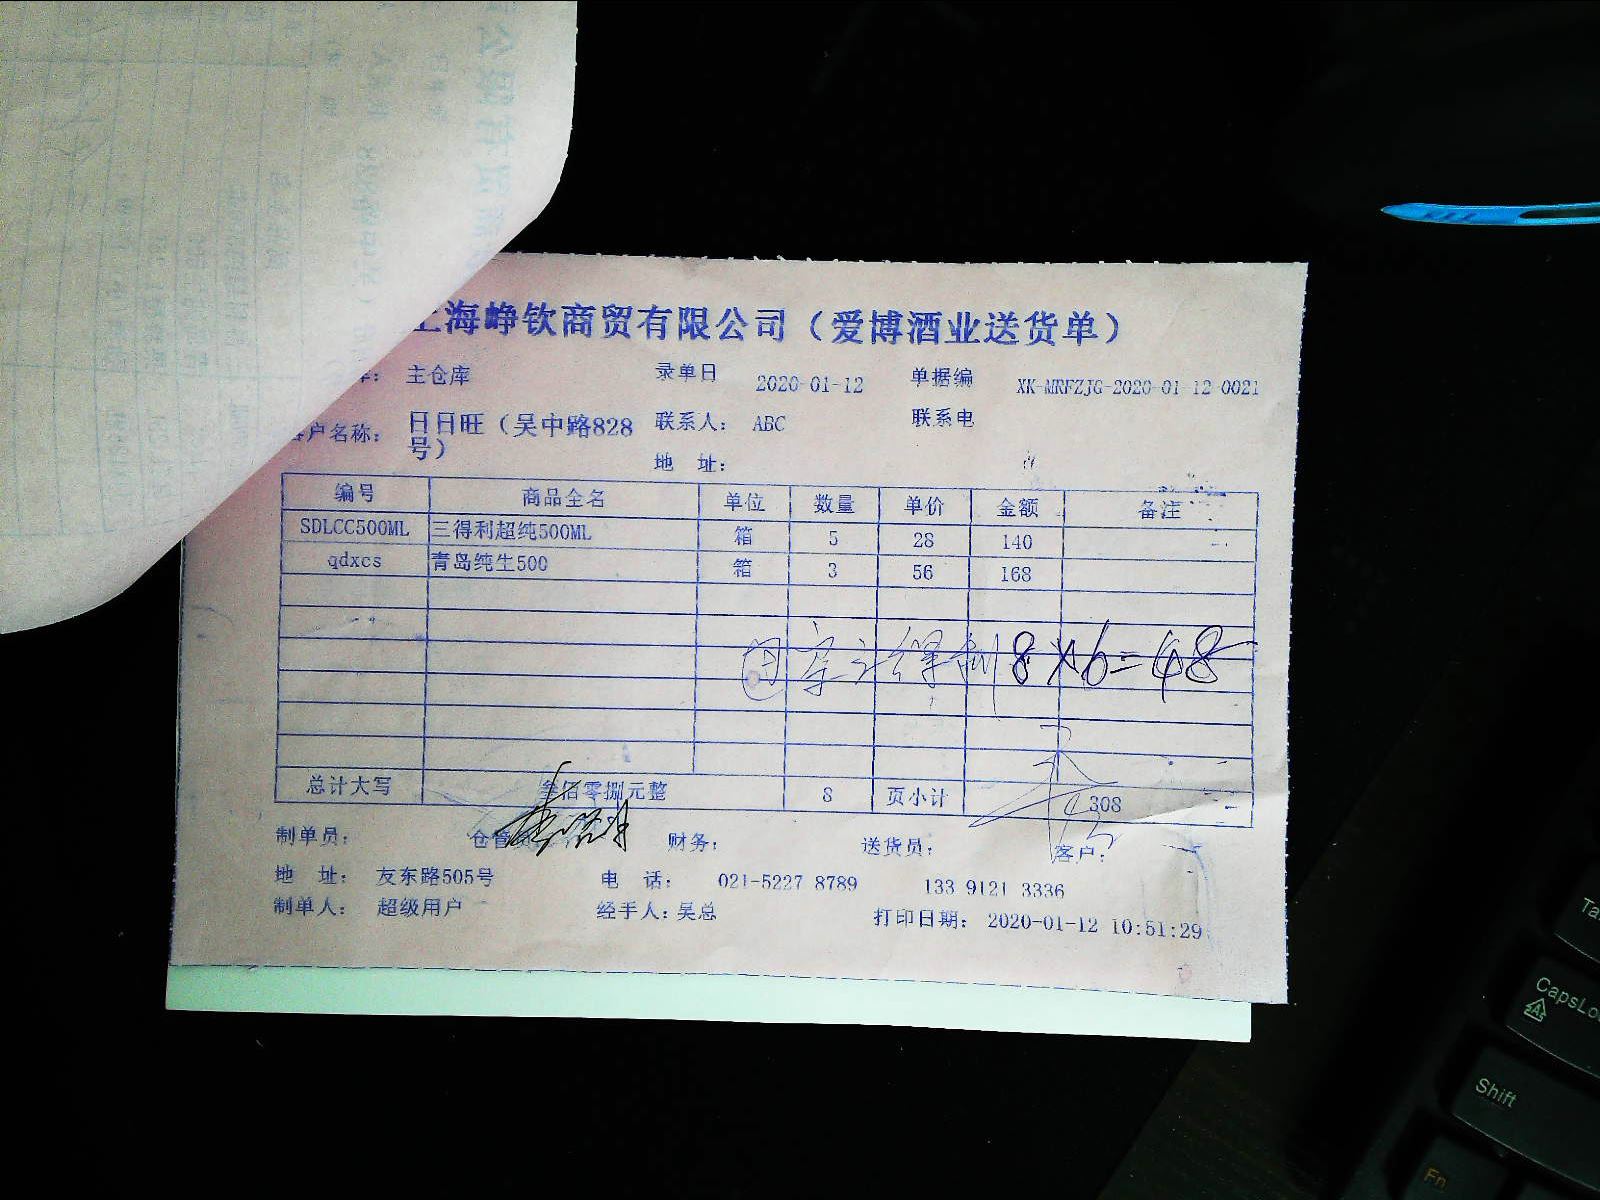 上海峥钦商贸有限公司（爱博酒业送货单）
库： 主仓库 录单日 2020-01-12 单据编 XK-MRFZJG-2020-01-12-0021
客户名称： 日日旺（吴中路828号） 联系人： ABC 联系电
地 址：
编号 商品全名 单位 数量 单价 金额 备注
SDLCC500ML 三得利超纯500ML 箱 5 28 140
qdxcs 青岛纯生500 箱 3 56 168
8×6=48
总计大写 叁佰零捌元整 8 页小计 308
制单员： 仓管员 财务： 送货员： 客户：
地 址： 友东路505号 电 话： 021-5227 8789 133 9121 3336
制单人： 超级用户 经手人：吴总 打印日期： 2020-01-12 10:51:29
CapsLo
Shift
Fn
Ta